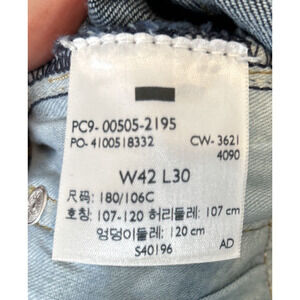 PC9- 00505-2195
PO- 4100518332 CW- 3621
4090
W42 L30
尺码: 180/106C
호칭: 107-120 허리둘레: 107 cm
엉덩이둘레: 120 cm
S40196 AD